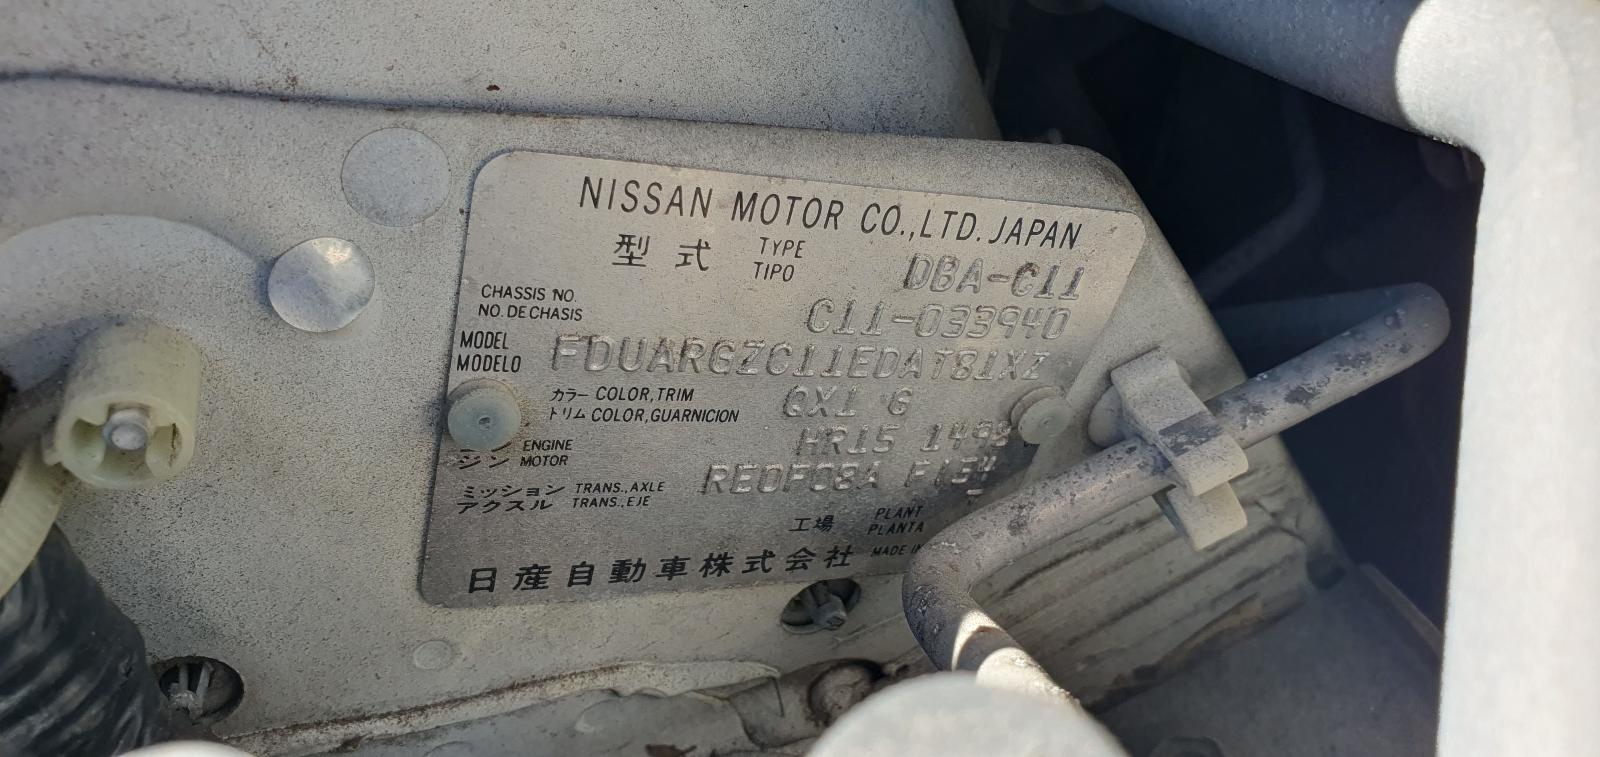 NISSAN MOTOR CO.,LTD. JAPAN
型式 TYPE TIPO DBA-C11
CHASSIS NO. NO. DE CHASIS C11-033940
MODEL MODELO FDUARGZC11EDAT81XZ
カラー COLOR, TRIM QX1 G
トリム COLOR, GUARNICION
ENGINE HR15
ジン MOTOR
ミッション TRANS., AXLE RE0F08A
アクスル TRANS., EJE
工場 PLANT PLANTA
日産自動車株式会社 MADE IN